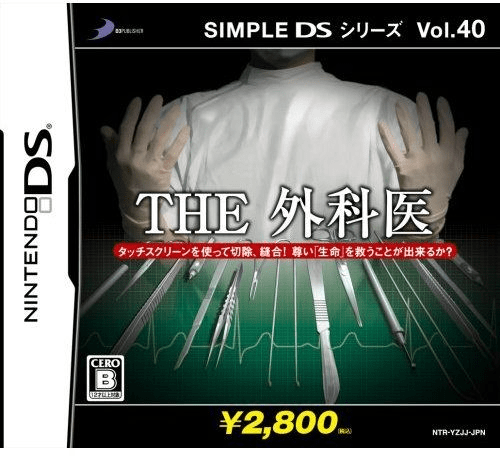 D3PUBLISHER
SIMPLE DS シリーズ Vol.40
NINTENDO DS
THE 外科医
タッチスクリーンを使って切除、縫合! 尊い「生命」を救うことが出来るか?
CERO
B
12才以上対象
¥2,800(税込)
NTR-YZJJ-JPN